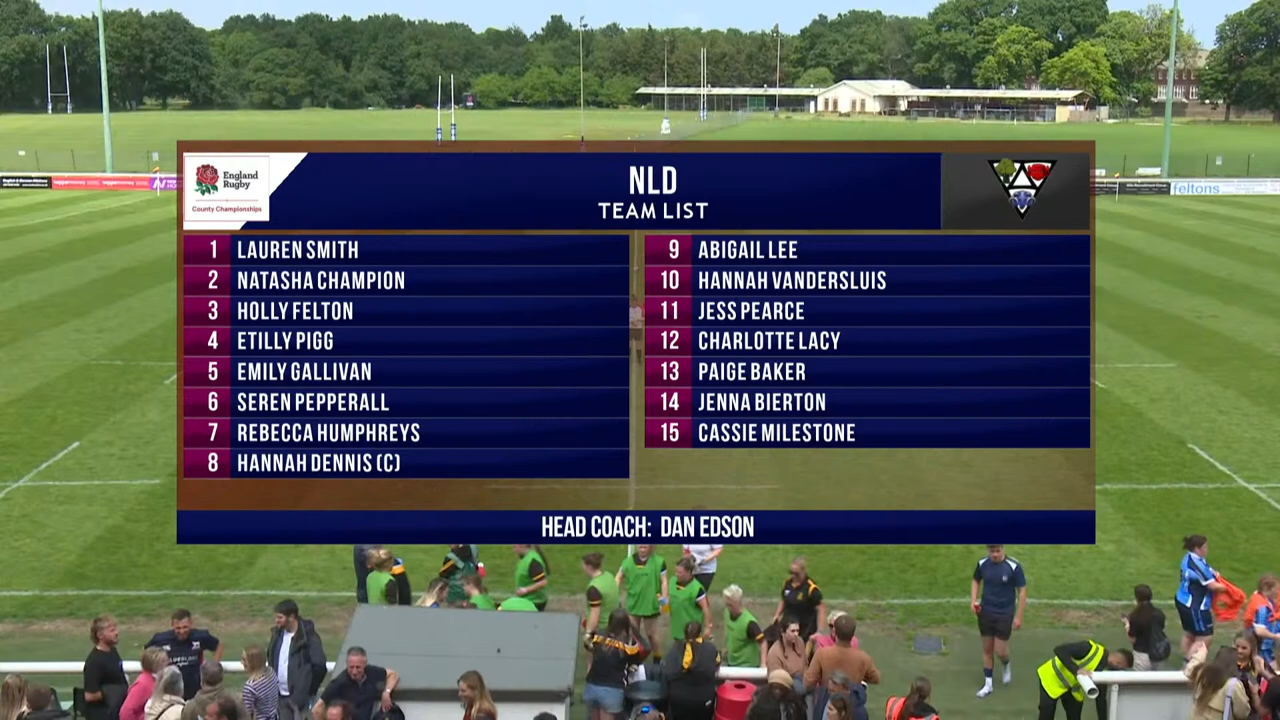 England
Rugby
County Championships
NLD
TEAM LIST
1 LAUREN SMITH
2 NATASHA CHAMPION
3 HOLLY FELTON
4 ETILLY PIGG
5 EMILY GALLIVAN
6 SEREN PEPPERALL
7 REBECCA HUMPHREYS
8 HANNAH DENNIS (C)
9 ABIGAIL LEE
10 HANNAH VANDERSLUIS
11 JESS PEARCE
12 CHARLOTTE LACY
13 PAIGE BAKER
14 JENNA BIERTON
15 CASSIE MILESTONE
HEAD COACH: DAN EDSON
feltons